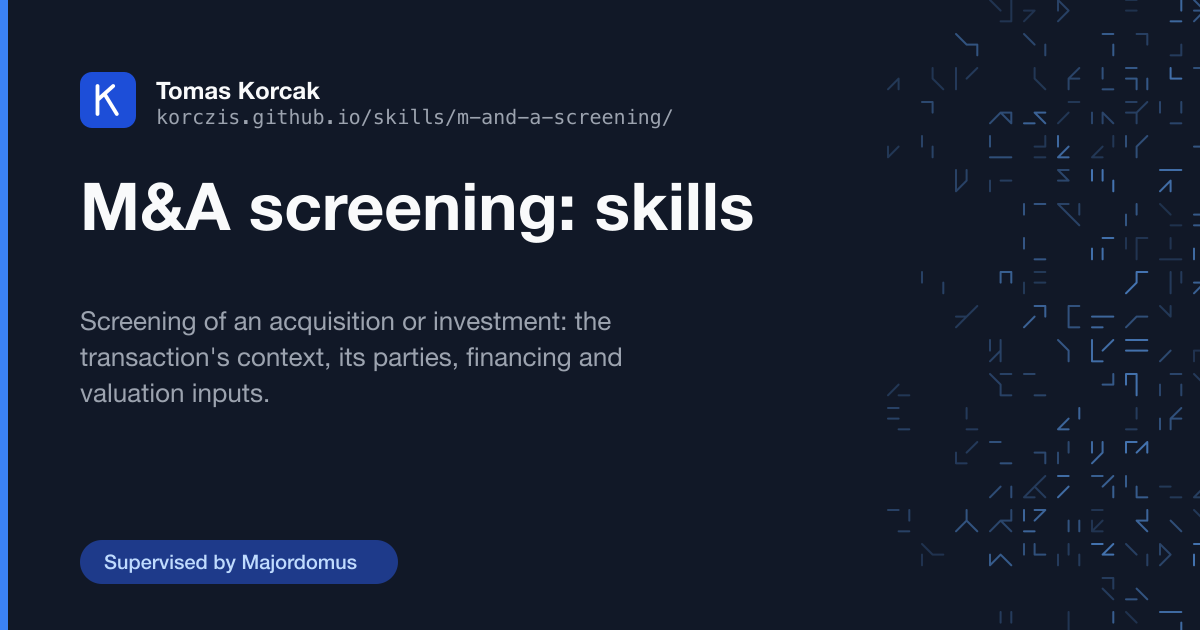 K
Tomas Korcak
korczis.github.io/skills/m-and-a-screening/
M&A screening: skills
Screening of an acquisition or investment: the
transaction's context, its parties, financing and
valuation inputs.
Supervised by Majordomus